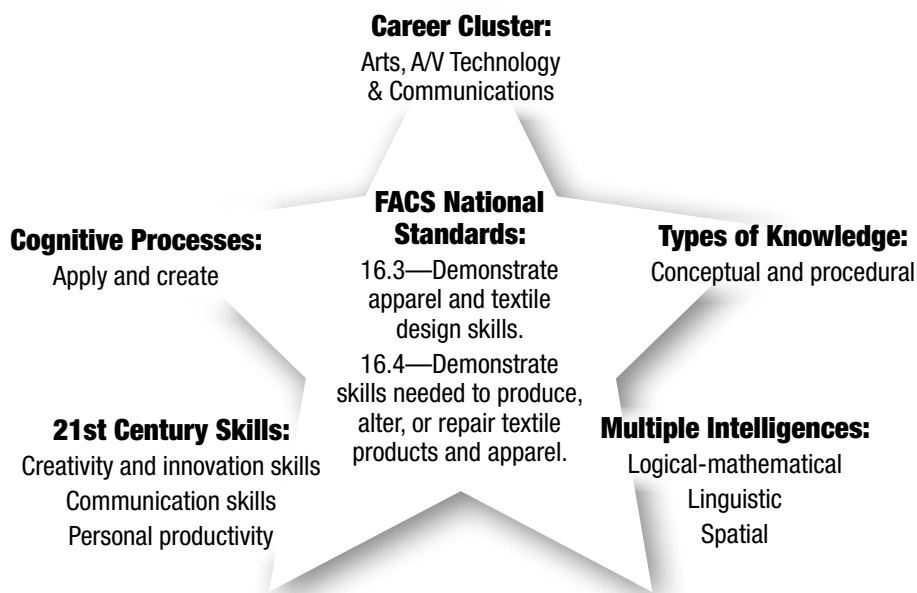 Career Cluster:
Arts, A/V Technology
& Communications
FACS National
Standards:
16.3—Demonstrate
apparel and textile
design skills.
16.4—Demonstrate
skills needed to produce,
alter, or repair textile
products and apparel.
Cognitive Processes:
Apply and create
Types of Knowledge:
Conceptual and procedural
21st Century Skills:
Creativity and innovation skills
Communication skills
Personal productivity
Multiple Intelligences:
Logical-mathematical
Linguistic
Spatial